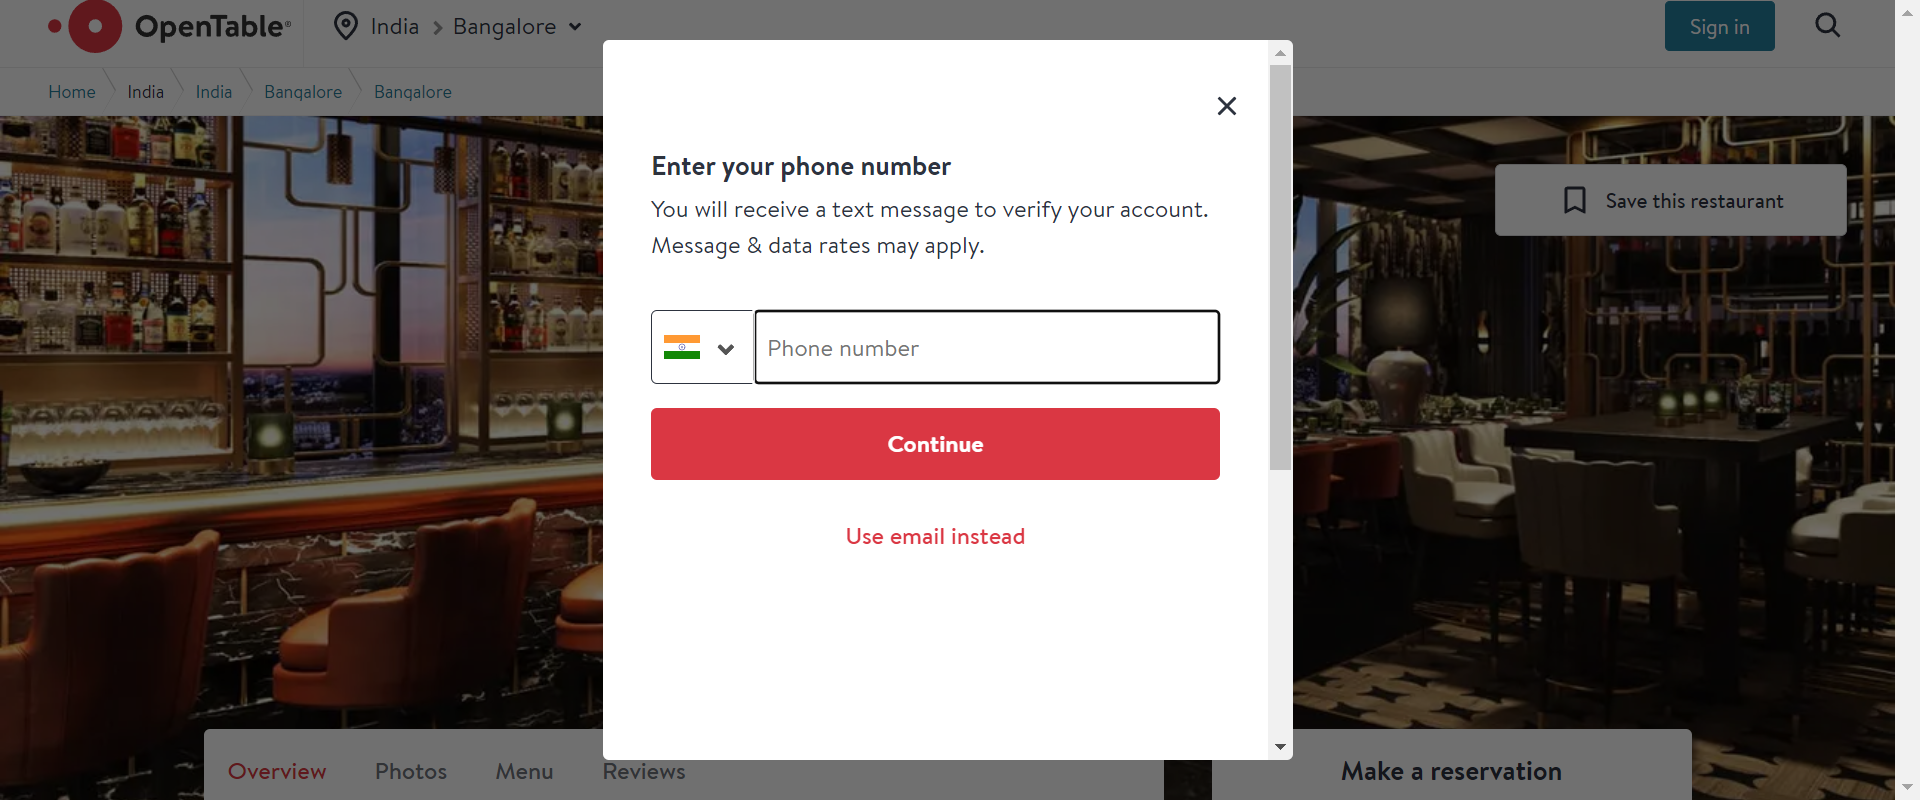 OpenTable®
India
Bangalore
Sign in
Home
India
India
Bangalore
Bangalore
Enter your phone number
You will receive a text message to verify your account.
Message & data rates may apply.
Phone number
Continue
Use email instead
Save this restaurant
Overview
Photos
Menu
Reviews
Make a reservation